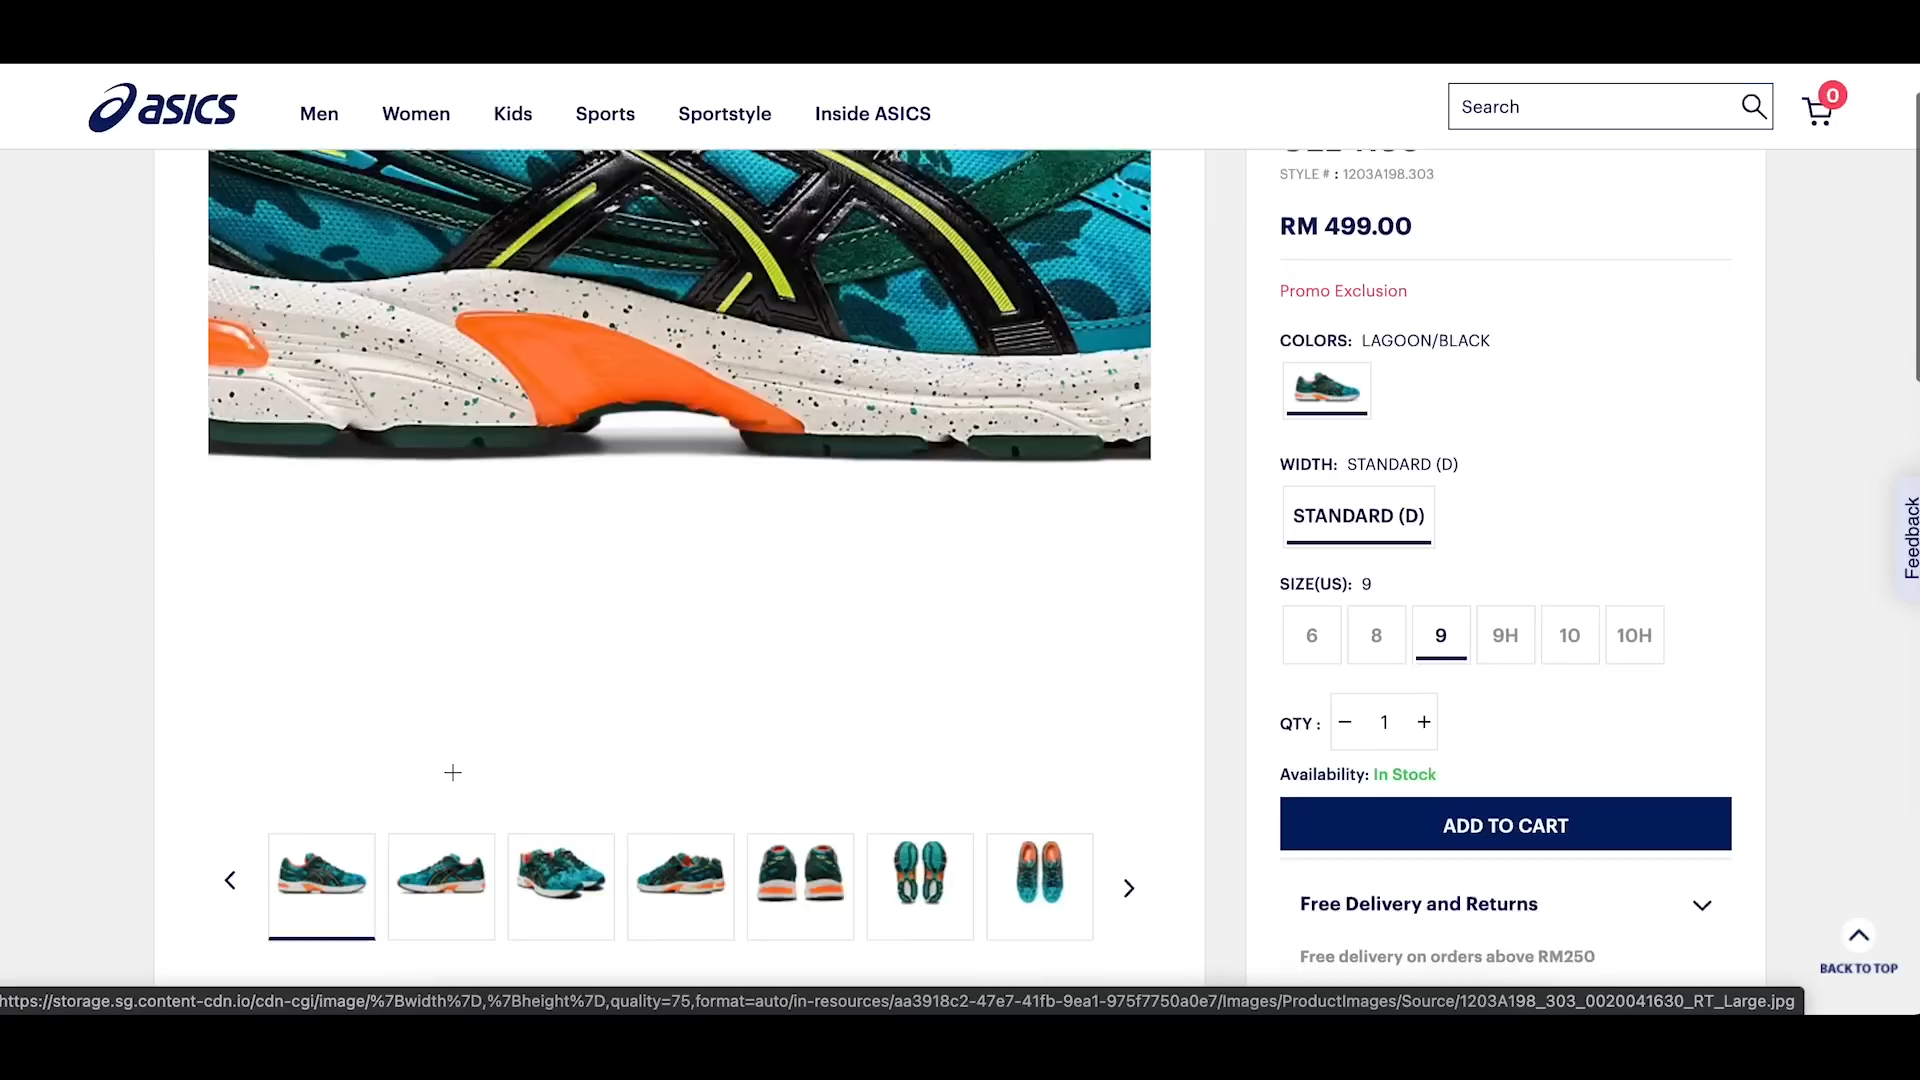 asics
Men
Women
Kids
Sports
Sportstyle
Inside ASICS
Search
0
STYLE # : 1203A198.303
RM 499.00
Promo Exclusion
COLORS: LAGOON/BLACK
WIDTH: STANDARD (D)
STANDARD (D)
SIZE(US): 9
6
8
9
9H
10
10H
QTY :
− 1 +
Availability: In Stock
ADD TO CART
Free Delivery and Returns
Free delivery on orders above RM250
Feedback
BACK TO TOP
https://storage.sg.content-cdn.io/cdn-cgi/image/%7Bwidth%7D,%7Bheight%7D,quality=75,format=auto/in-resources/aa3918c2-47e7-41fb-9ea1-975f7750a0e7/Images/ProductImages/Source/1203A198_303_0020041630_RT_Large.jpg